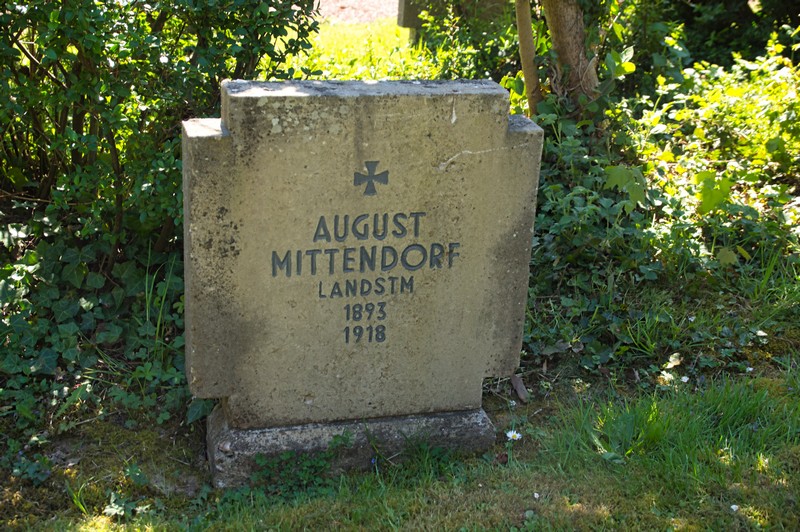 AUGUST
MITTENDORF
LANDSTM
1893
1918